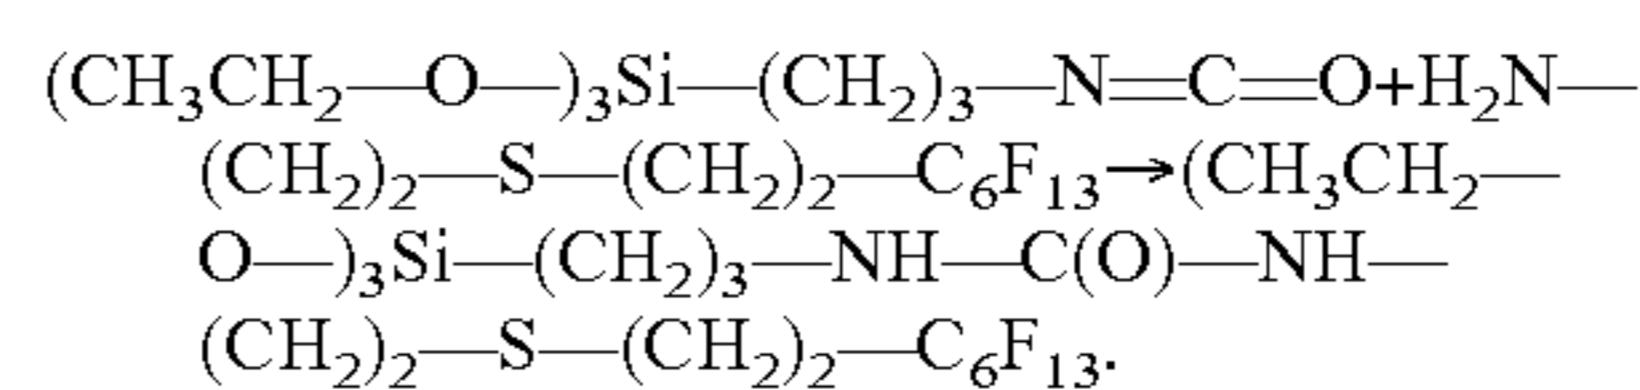 (CH₃CH₂—O—)₃Si—(CH₂)₃—N=C=O+H₂N—
(CH₂)₂—S—(CH₂)₂—C₆F₁₃→(CH₃CH₂—
O—)₃Si—(CH₂)₃—NH—C(O)—NH—
(CH₂)₂—S—(CH₂)₂—C₆F₁₃.